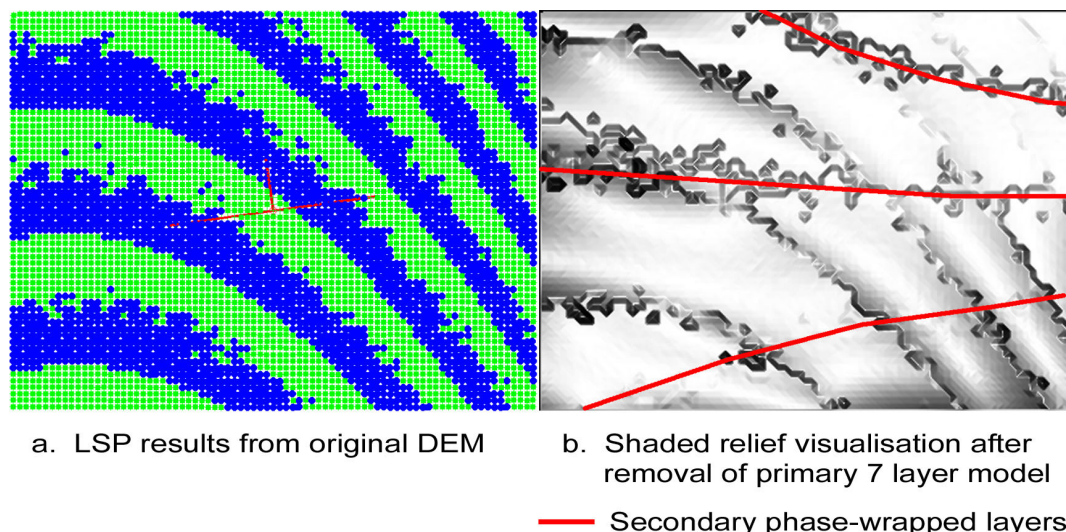 a. LSP results from original DEM
b. Shaded relief visualisation after
removal of primary 7 layer model
Secondary phase-wrapped layers